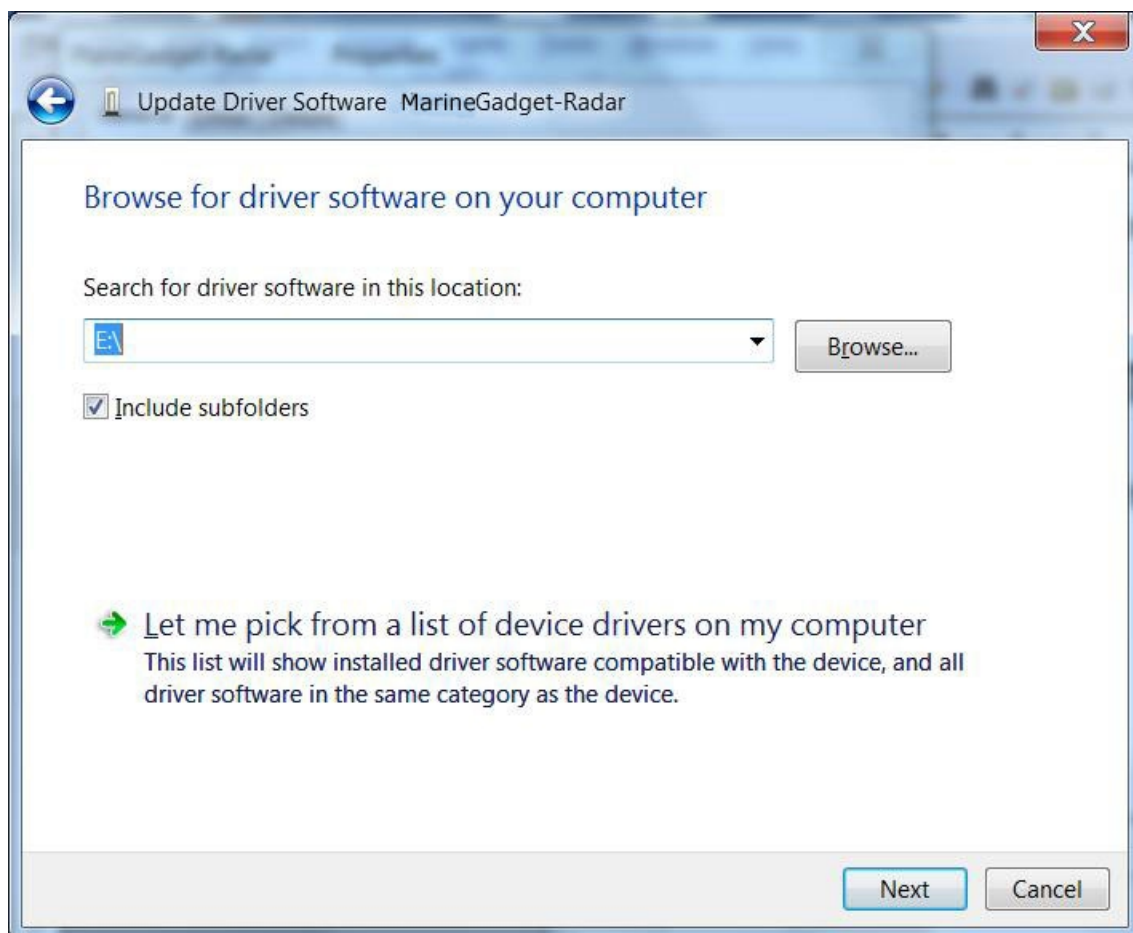 Update Driver Software MarineGadget-Radar
Browse for driver software on your computer
Search for driver software in this location:
E:\
Browse...
Include subfolders
Let me pick from a list of device drivers on my computer
This list will show installed driver software compatible with the device, and all
driver software in the same category as the device.
Next
Cancel